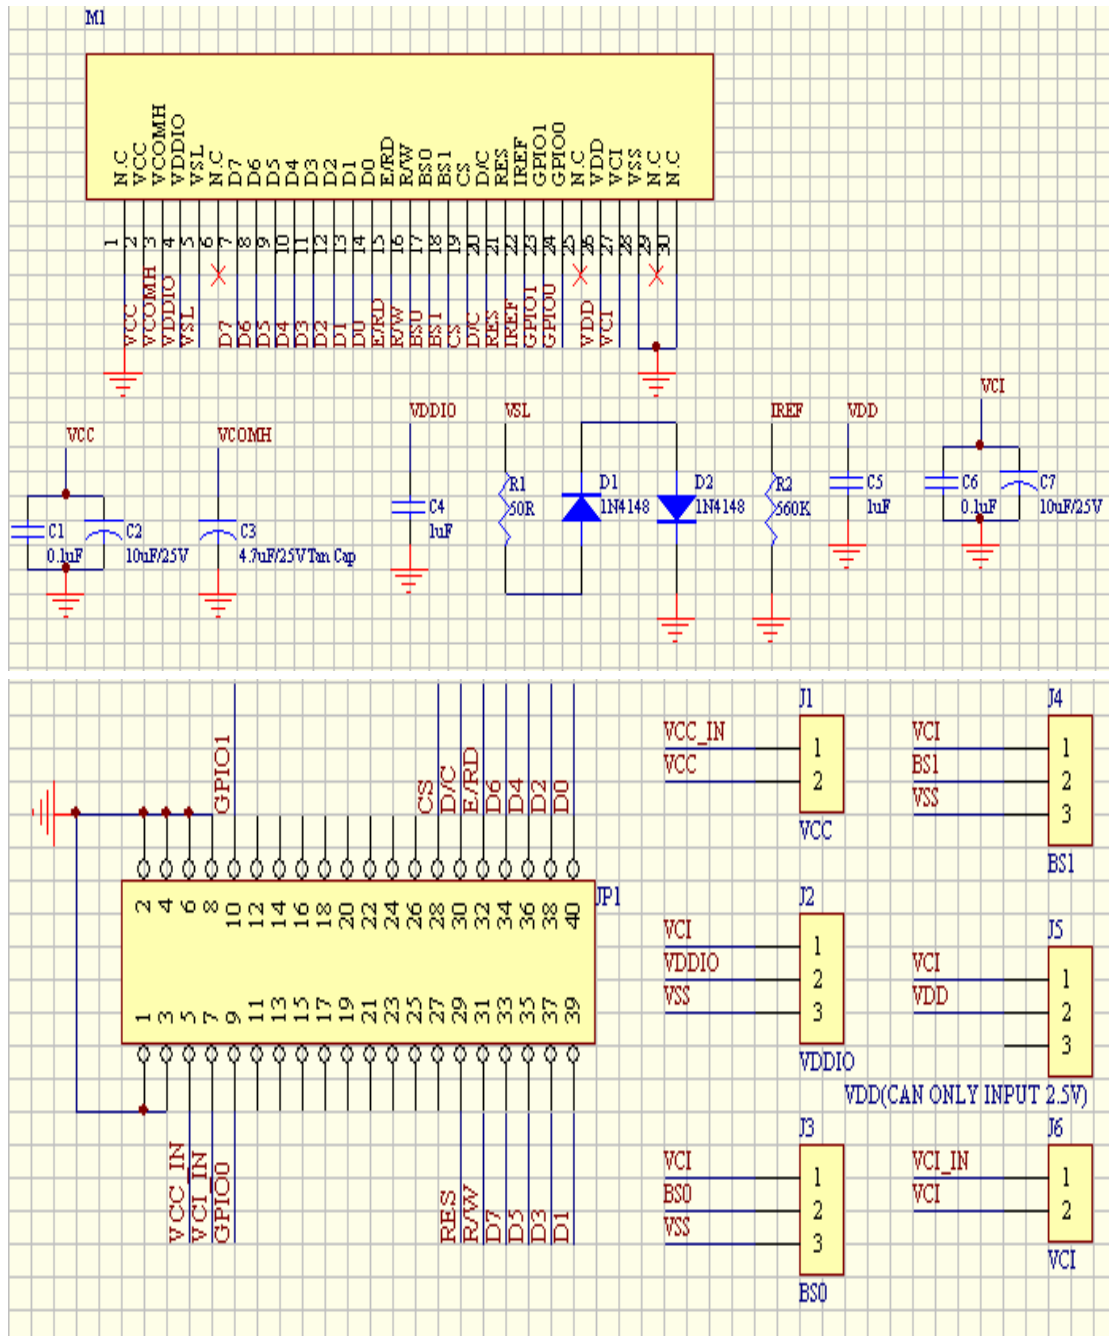 M1
N.C VCC VCOMH VDDIO VSL N.C D7 D6 D5 D4 D3 D2 D1 D0 E/RD R/W BS0 BS1 CS D/C RES IREF GPIO1 GPIO0 N.C VDD VCI VSS N.C N.C
1 2 3 4 5 6 7 8 9 10 11 12 13 14 15 16 17 18 19 20 21 22 23 24 25 26 27 28 29 30
VCC VCOMH VDDIO VSL D7 D6 D5 D4 D3 D2 D1 D0 E/RD R/W BS0 BS1 CS D/C RES IREF GPIO1 GPIO0 VDD VCI
VCC
C1
0.1uF
C2
10uF/25V
VCOMH
C3
4.7uF/25V Tan Cap
VDDIO
C4
1uF
VSL
R1
50R
D1
1N4148
D2
1N4148
IREF
R2
560K
VDD
C5
1uF
VCI
C6
0.1uF
C7
10uF/25V
GPIO1 CS D/C E/RD D6 D4 D2 D0
2 4 6 8 10 12 14 16 18 20 22 24 26 28 30 32 34 36 38 40
JP1
1 3 5 7 9 11 13 15 17 19 21 23 25 27 29 31 33 35 37 39
VCC_IN VCI_IN GPIO0 RES R/W D7 D5 D3 D1
J1
VCC_IN 1
VCC 2
VCC
J4
VCI 1
BS1 2
VSS 3
BS1
J2
VCI 1
VDDIO 2
VSS 3
VDDIO
J5
VCI 1
VDD 2
3
VDD(CAN ONLY INPUT 2.5V)
J3
VCI 1
BS0 2
VSS 3
BS0
J6
VCI_IN 1
VCI 2
VCI